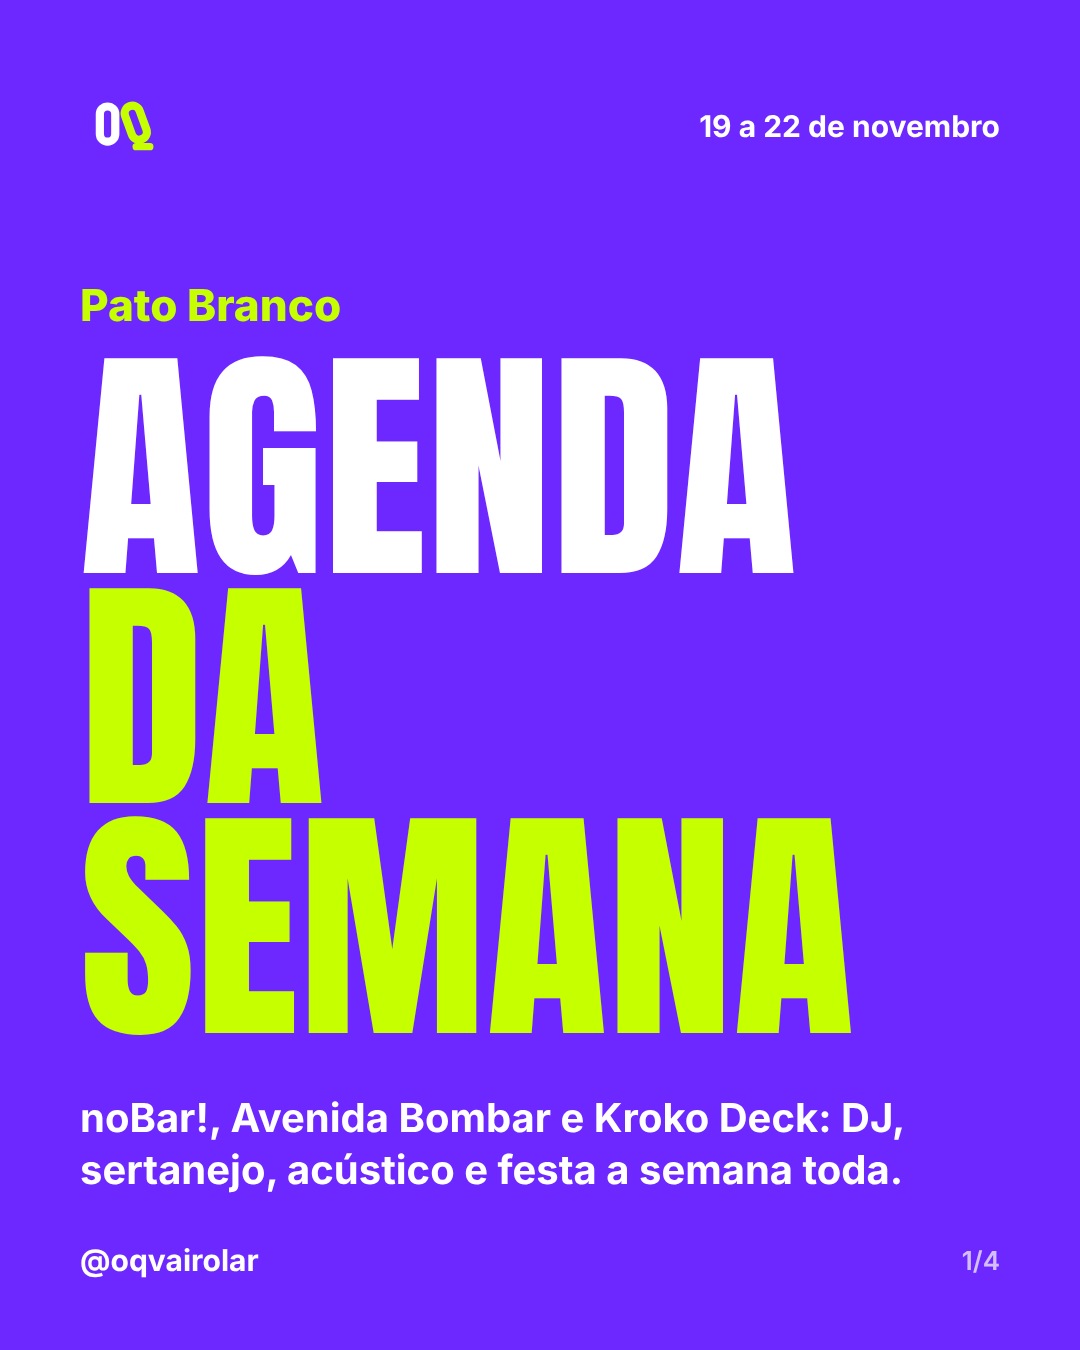 OQ
19 a 22 de novembro
Pato Branco
AGENDA
DA
SEMANA
noBar!, Avenida Bombar e Kroko Deck: DJ,
sertanejo, acústico e festa a semana toda.
@oqvairolar
1/4